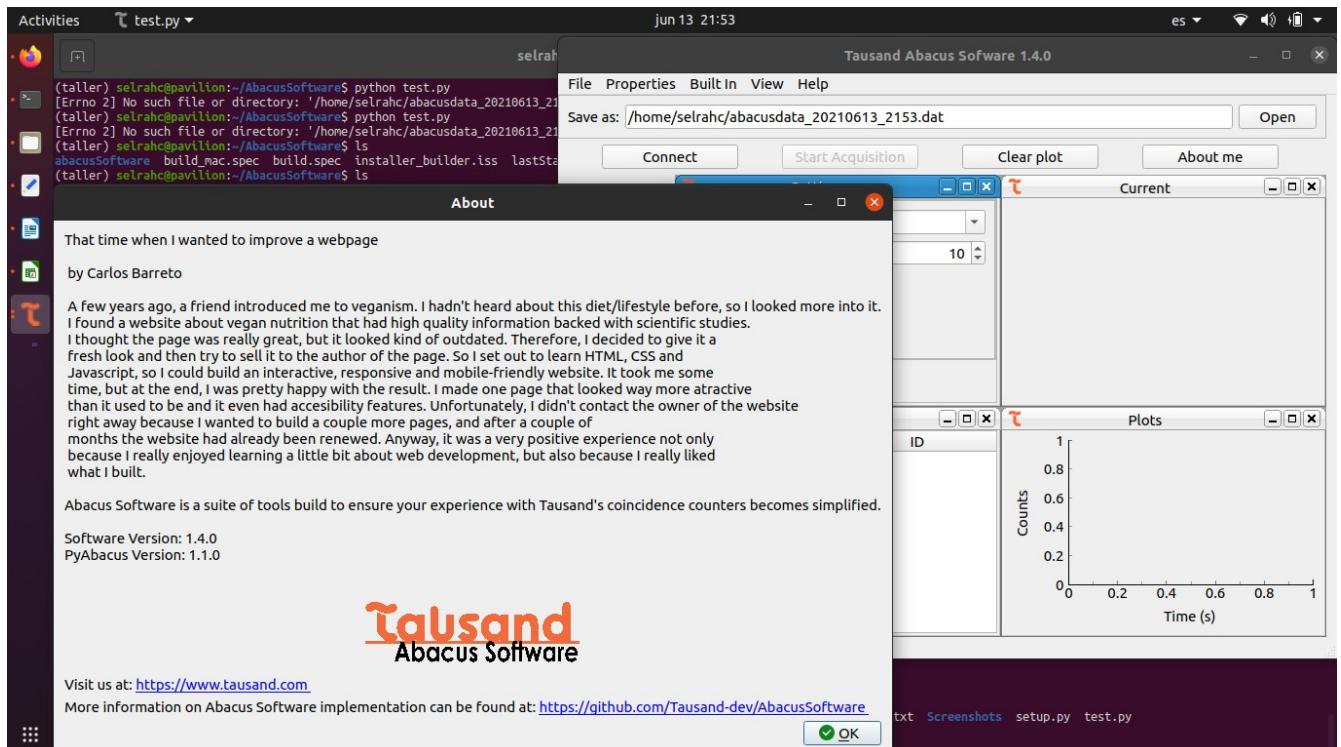 Activities
test.py
jun 13 21:53
es
selrah
Tausand Abacus Sofware 1.4.0
(taller) selrahc@pavilion:~/AbacusSoftware$ python test.py
[Errno 2] No such file or directory: '/home/selrahc/abacusdata_20210613_21
(taller) selrahc@pavilion:~/AbacusSoftware$ python test.py
[Errno 2] No such file or directory: '/home/selrahc/abacusdata_20210613_21
(taller) selrahc@pavilion:~/AbacusSoftware$ ls
abacusSoftware build_mac.spec build.spec installer_builder.iss lastSta
(taller) selrahc@pavilion:~/AbacusSoftware$ ls
File Properties Built In View Help
Save as: /home/selrahc/abacusdata_20210613_2153.dat Open
Connect Start Acquisition Clear plot About me
Current
10
About
That time when I wanted to improve a webpage
by Carlos Barreto
A few years ago, a friend introduced me to veganism. I hadn't heard about this diet/lifestyle before, so I looked more into it.
I found a website about vegan nutrition that had high quality information backed with scientific studies.
I thought the page was really great, but it looked kind of outdated. Therefore, I decided to give it a
fresh look and then try to sell it to the author of the page. So I set out to learn HTML, CSS and
Javascript, so I could build an interactive, responsive and mobile-friendly website. It took me some
time, but at the end, I was pretty happy with the result. I made one page that looked way more atractive
than it used to be and it even had accesibility features. Unfortunately, I didn't contact the owner of the website
right away because I wanted to build a couple more pages, and after a couple of
months the website had already been renewed. Anyway, it was a very positive experience not only
because I really enjoyed learning a little bit about web development, but also because I really liked
what I built.
Abacus Software is a suite of tools build to ensure your experience with Tausand's coincidence counters becomes simplified.
Software Version: 1.4.0
PyAbacus Version: 1.1.0
Tausand
Abacus Software
Visit us at: https://www.tausand.com
More information on Abacus Software implementation can be found at: https://github.com/Tausand-dev/AbacusSoftware
OK
ID
Plots
1
0.8
0.6
0.4
0.2
0
Counts
0 0.2 0.4 0.6 0.8 1
Time (s)
txt Screenshots setup.py test.py